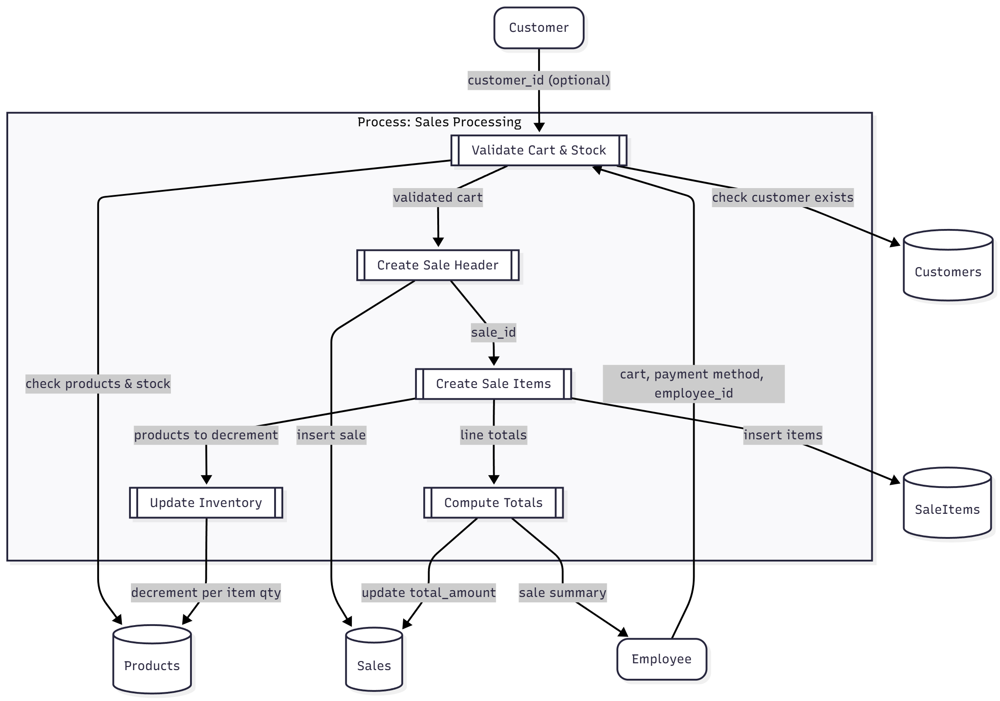 Customer
customer_id (optional)
Process: Sales Processing
Validate Cart & Stock
validated cart
check customer exists
Create Sale Header
Customers
sale_id
check products & stock
Create Sale Items
cart, payment method,
employee_id
products to decrement
insert sale
line totals
insert items
Update Inventory
Compute Totals
SaleItems
decrement per item qty
update total_amount
sale summary
Products
Sales
Employee